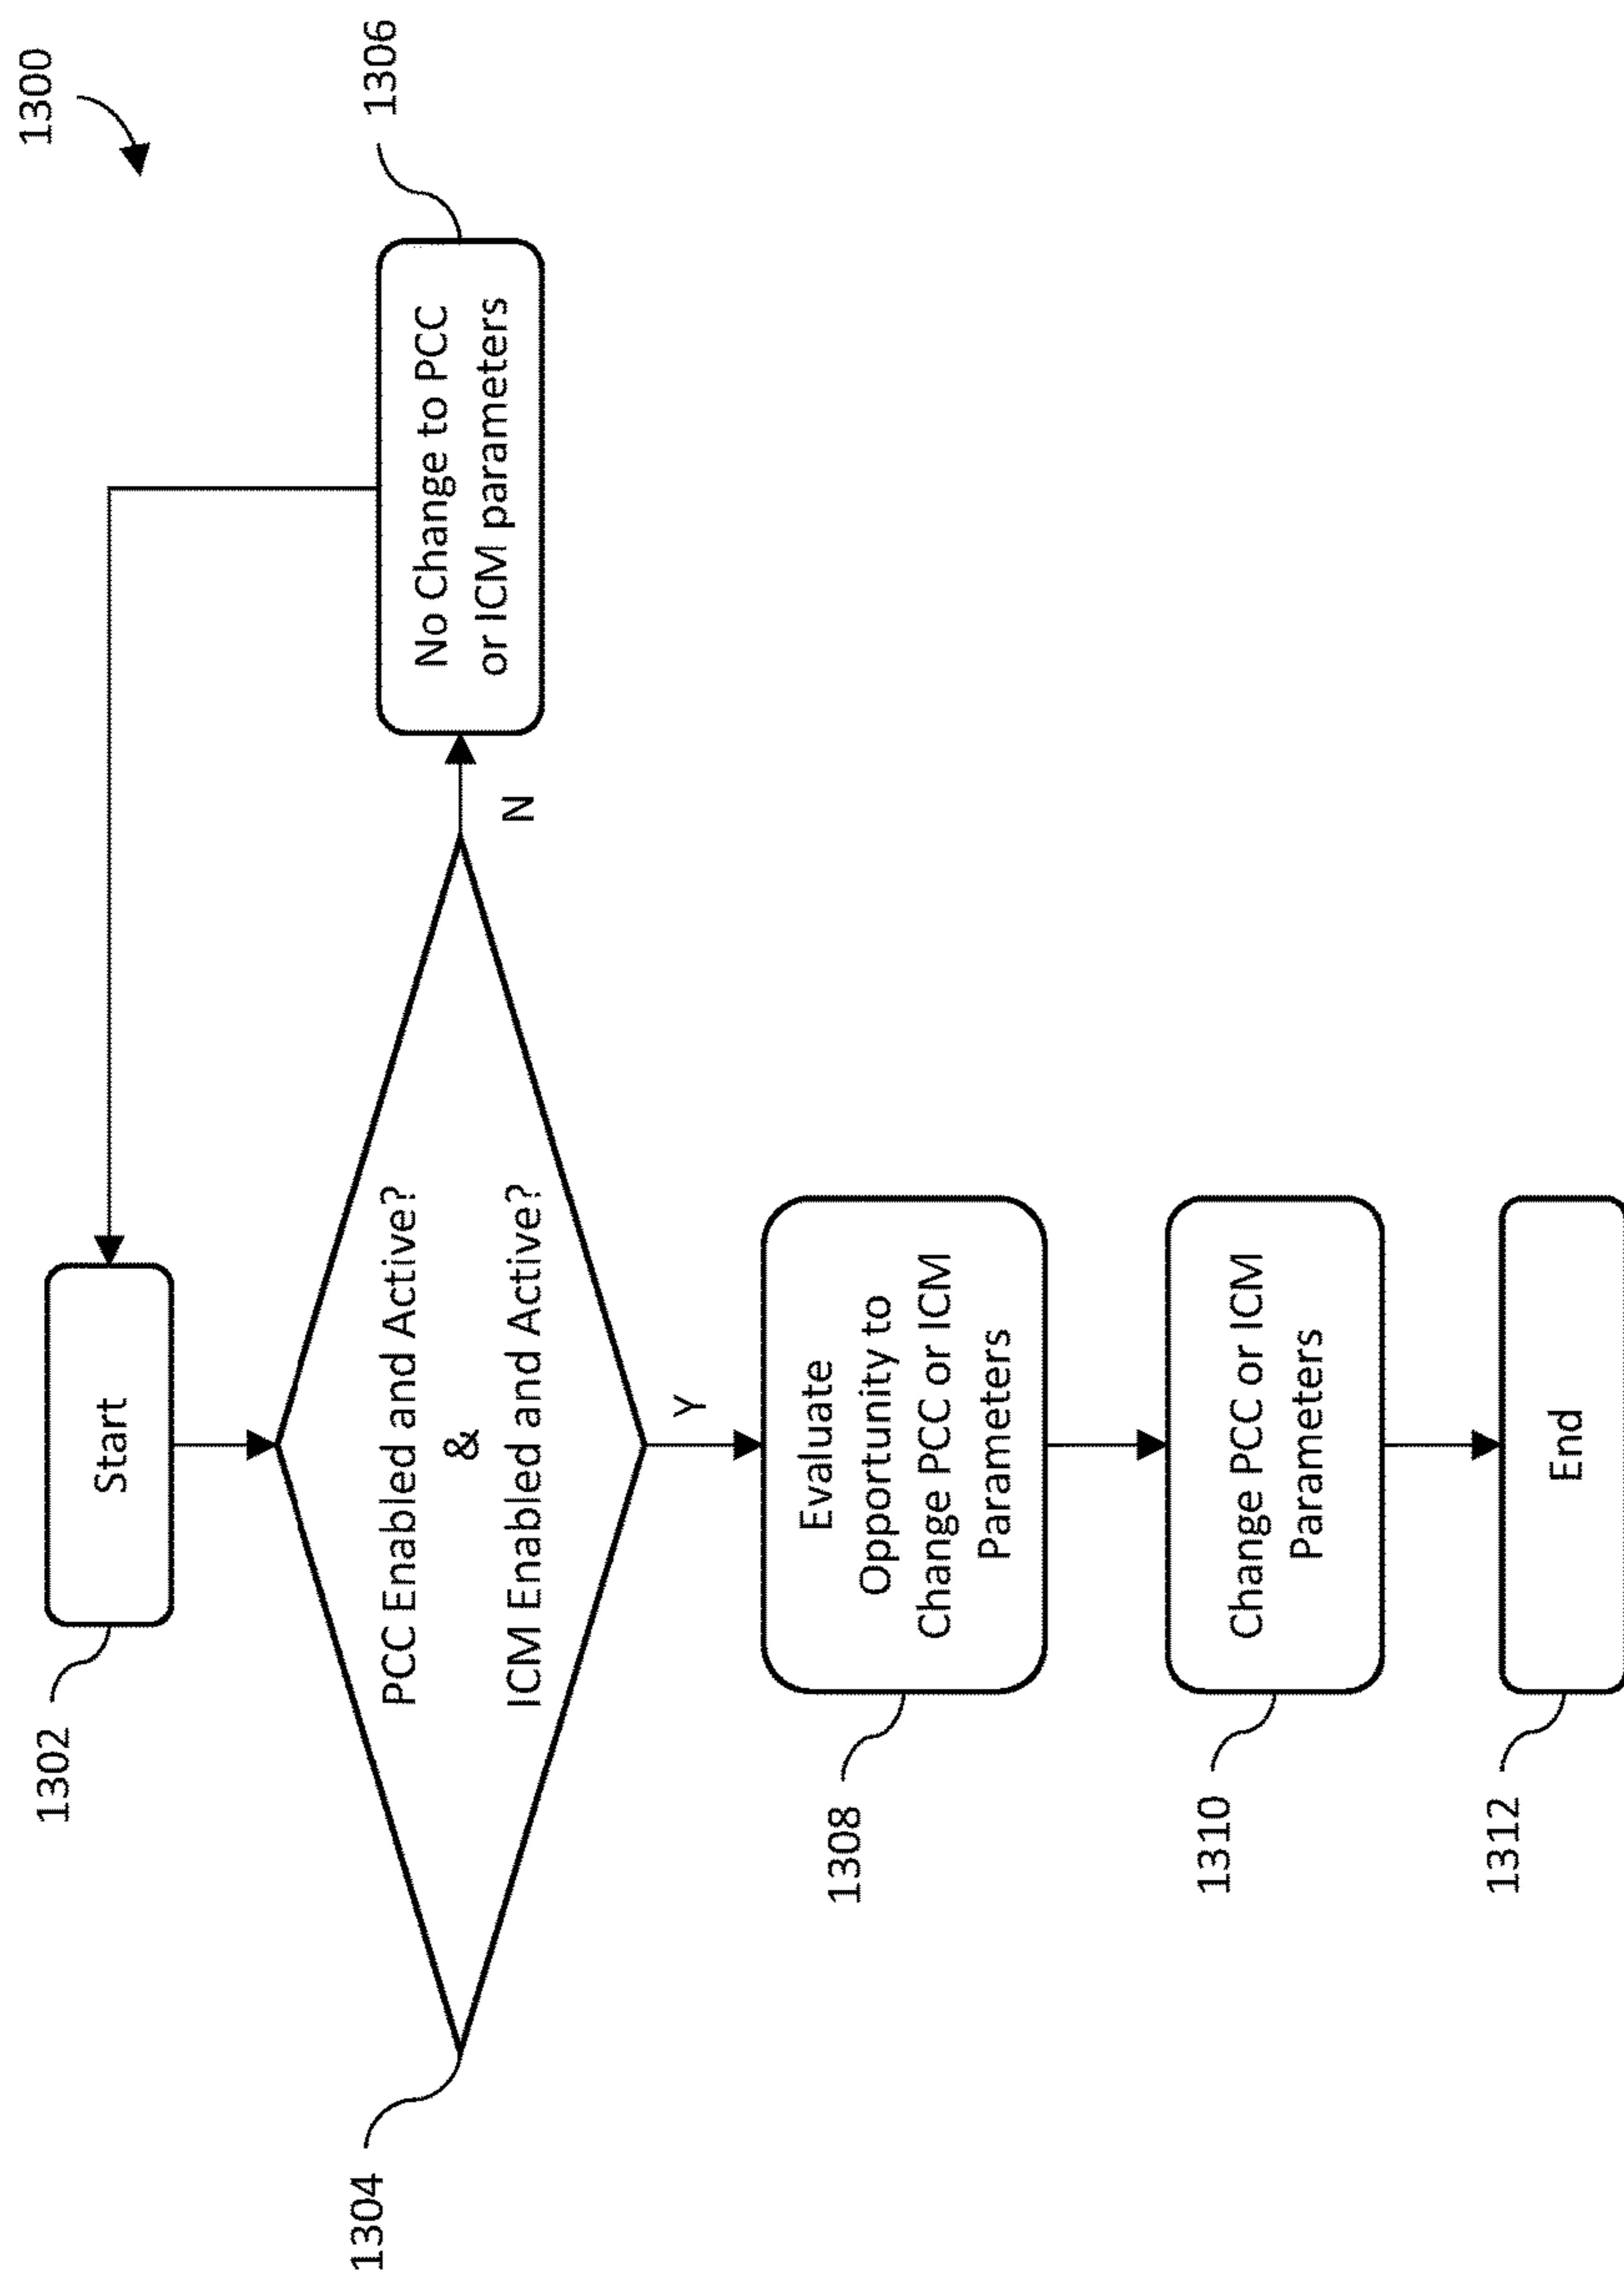 1300
1302
Start
1304
PCC Enabled and Active?
&
ICM Enabled and Active?
N
1306
No Change to PCC
or ICM parameters
Y
1308
Evaluate
Opportunity to
Change PCC or ICM
Parameters
1310
Change PCC or ICM
Parameters
1312
End